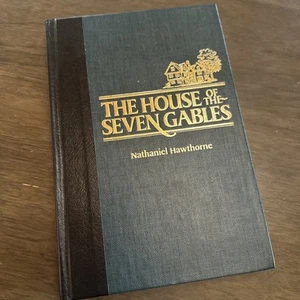 THE HOUSE OF THE
SEVEN GABLES
Nathaniel Hawthorne